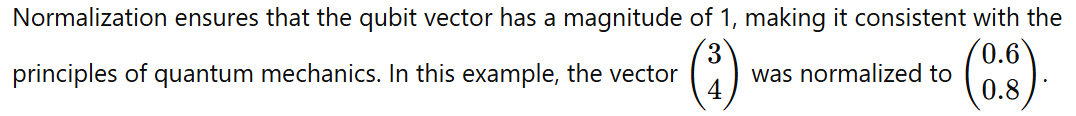 Normalization ensures that the qubit vector has a magnitude of 1, making it consistent with the
principles of quantum mechanics. In this example, the vector (3 4) was normalized to (0.6 0.8).